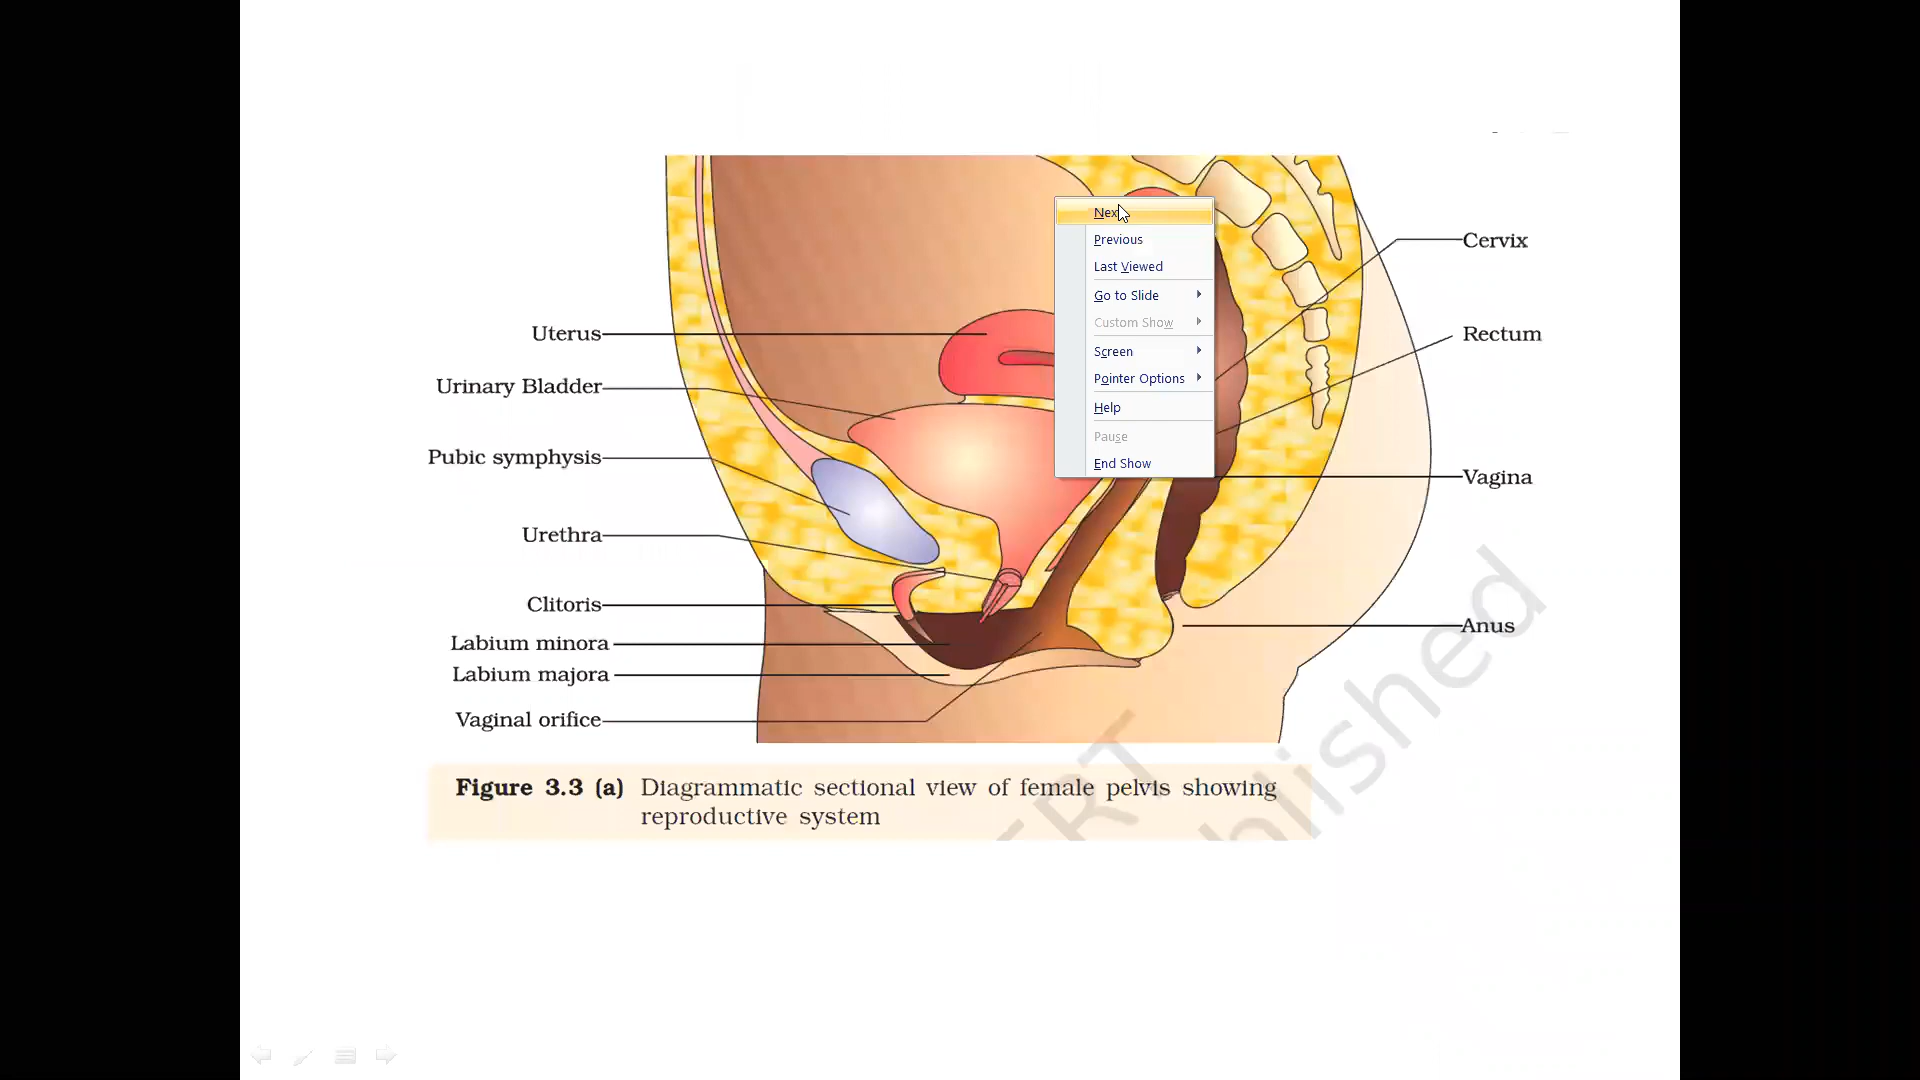 Next
Previous
Last Viewed
Go to Slide
Custom Show
Screen
Pointer Options
Help
Pause
End Show
Cervix
Uterus
Rectum
Urinary Bladder
Pubic symphysis
Vagina
Urethra
Clitoris
Anus
Labium minora
Labium majora
Vaginal orifice
Figure 3.3 (a) Diagrammatic sectional view of female pelvis showing
reproductive system